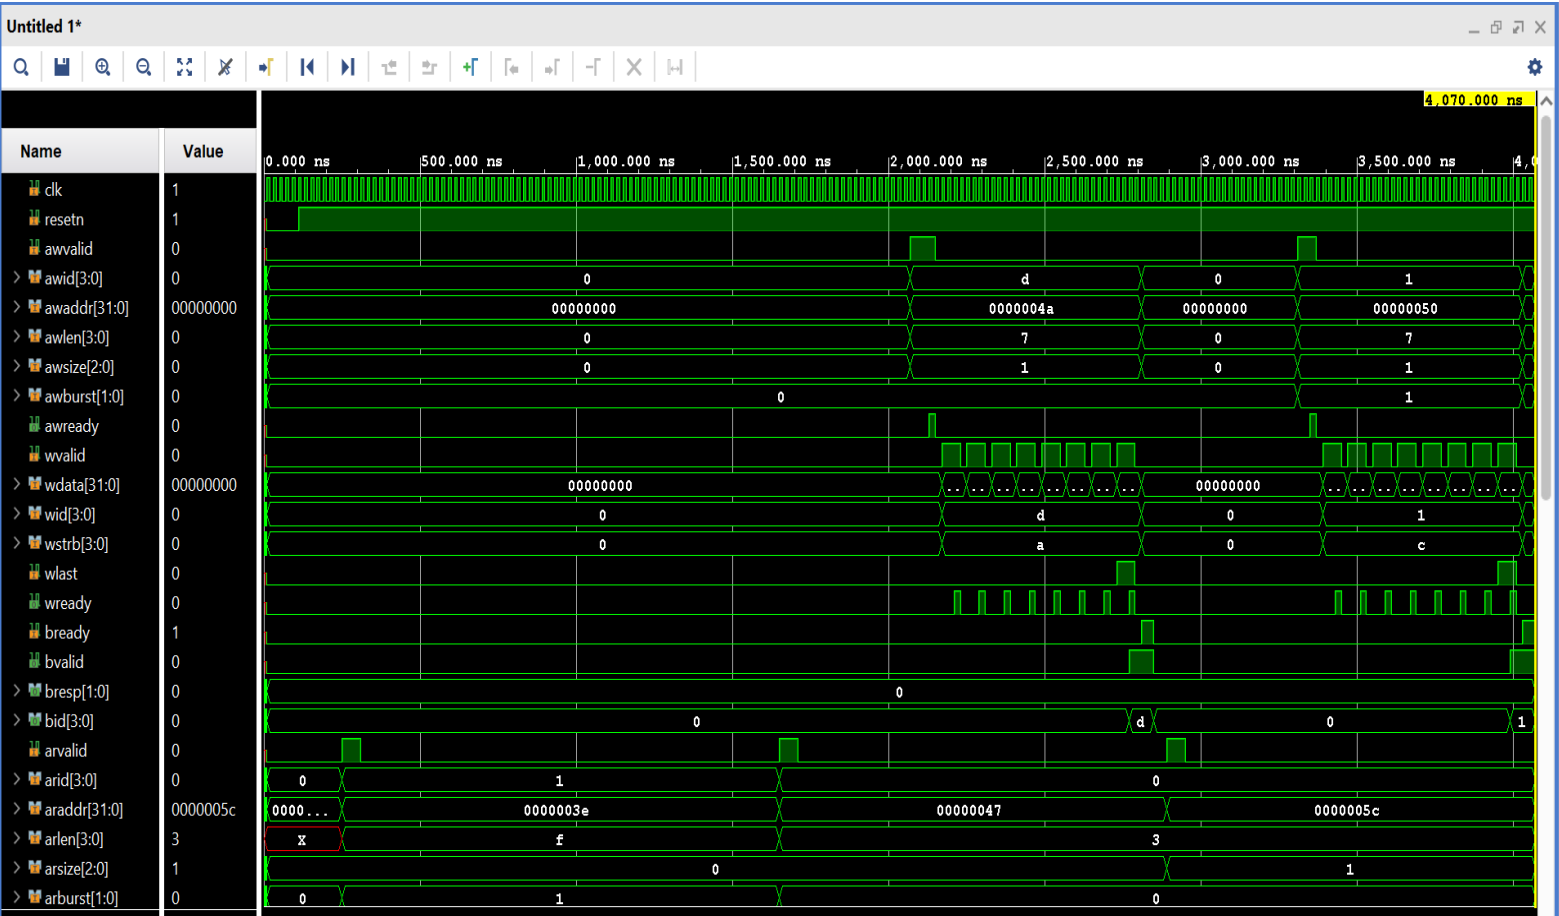 Untitled 1*
4,070.000 ns
Name Value
0.000 ns 500.000 ns 1,000.000 ns 1,500.000 ns 2,000.000 ns 2,500.000 ns 3,000.000 ns 3,500.000 ns 4,0
clk 1
resetn 1
awvalid 0
awid[3:0] 0 0 d 0 1
awaddr[31:0] 00000000 00000000 0000004a 00000000 00000050
awlen[3:0] 0 0 7 0 7
awsize[2:0] 0 0 1 0 1
awburst[1:0] 0 0 1
awready 0
wvalid 0
wdata[31:0] 00000000 00000000 .. .. .. .. .. .. .. .. 00000000 .. .. .. .. .. .. .. ..
wid[3:0] 0 0 d 0 1
wstrb[3:0] 0 0 a 0 c
wlast 0
wready 0
bready 1
bvalid 0
bresp[1:0] 0 0
bid[3:0] 0 0 d 0 1
arvalid 0
arid[3:0] 0 0 1 0
araddr[31:0] 0000005c 0000... 0000003e 00000047 0000005c
arlen[3:0] 3 X f 3
arsize[2:0] 1 0 1
arburst[1:0] 0 0 1 0